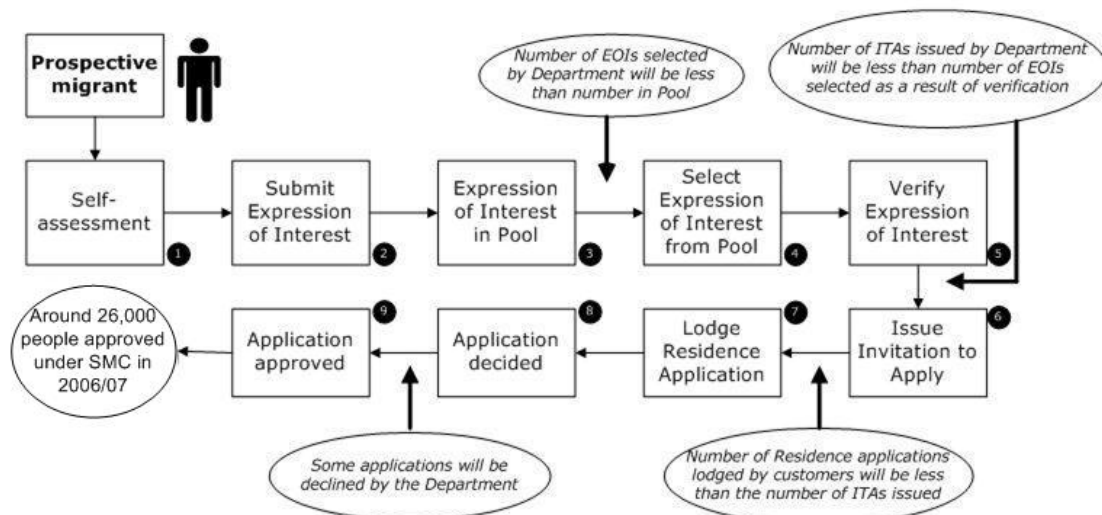 Prospective
migrant
Number of EOIs selected
by Department will be less
than number in Pool
Number of ITAs issued by Department
will be less than number of EOIs
selected as a result of verification
Self-
assessment
1
Submit
Expression
of Interest
2
Expression
of Interest
in Pool
3
Select
Expression
of Interest
from Pool
4
Verify
Expression
of Interest
5
Issue
Invitation to
Apply
6
Lodge
Residence
Application
7
Application
decided
8
Application
approved
9
Around 26,000
people approved
under SMC in
2006/07
Some applications will be
declined by the Department
Number of Residence applications
lodged by customers will be less
than the number of ITAs issued